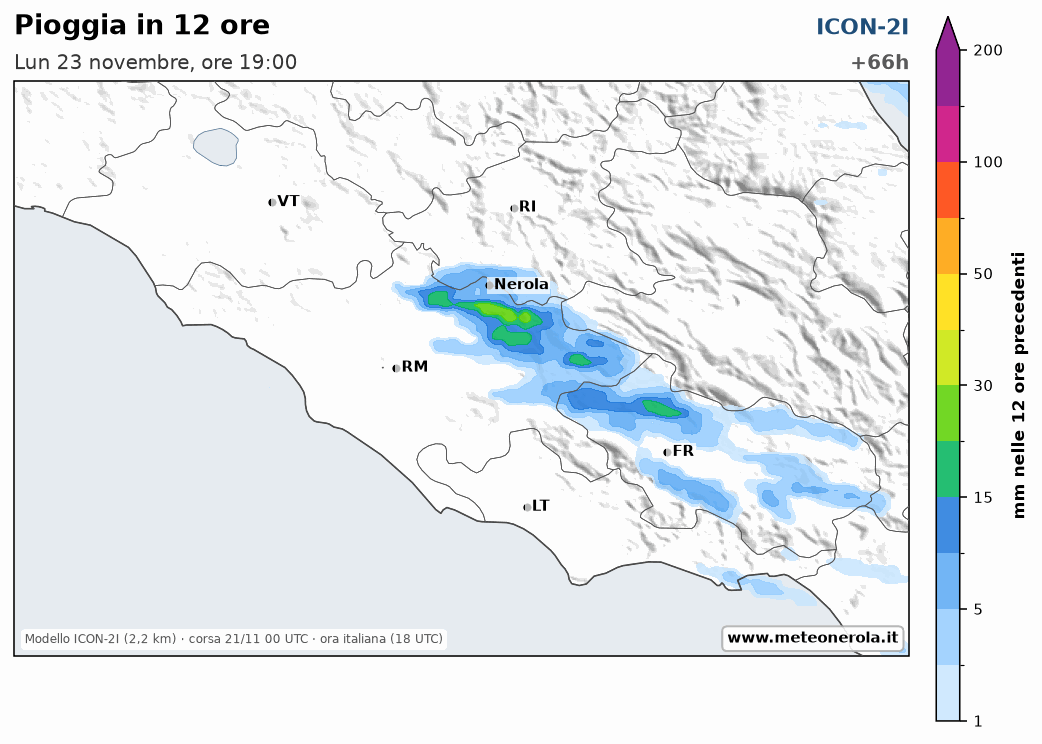 Pioggia in 12 ore
ICON-2I
Lun 23 novembre, ore 19:00
+66h
200
100
50
30
15
5
1
mm nelle 12 ore precedenti
VT
RI
Nerola
RM
FR
LT
Modello ICON-2I (2,2 km) · corsa 21/11 00 UTC · ora italiana (18 UTC)
www.meteonerola.it